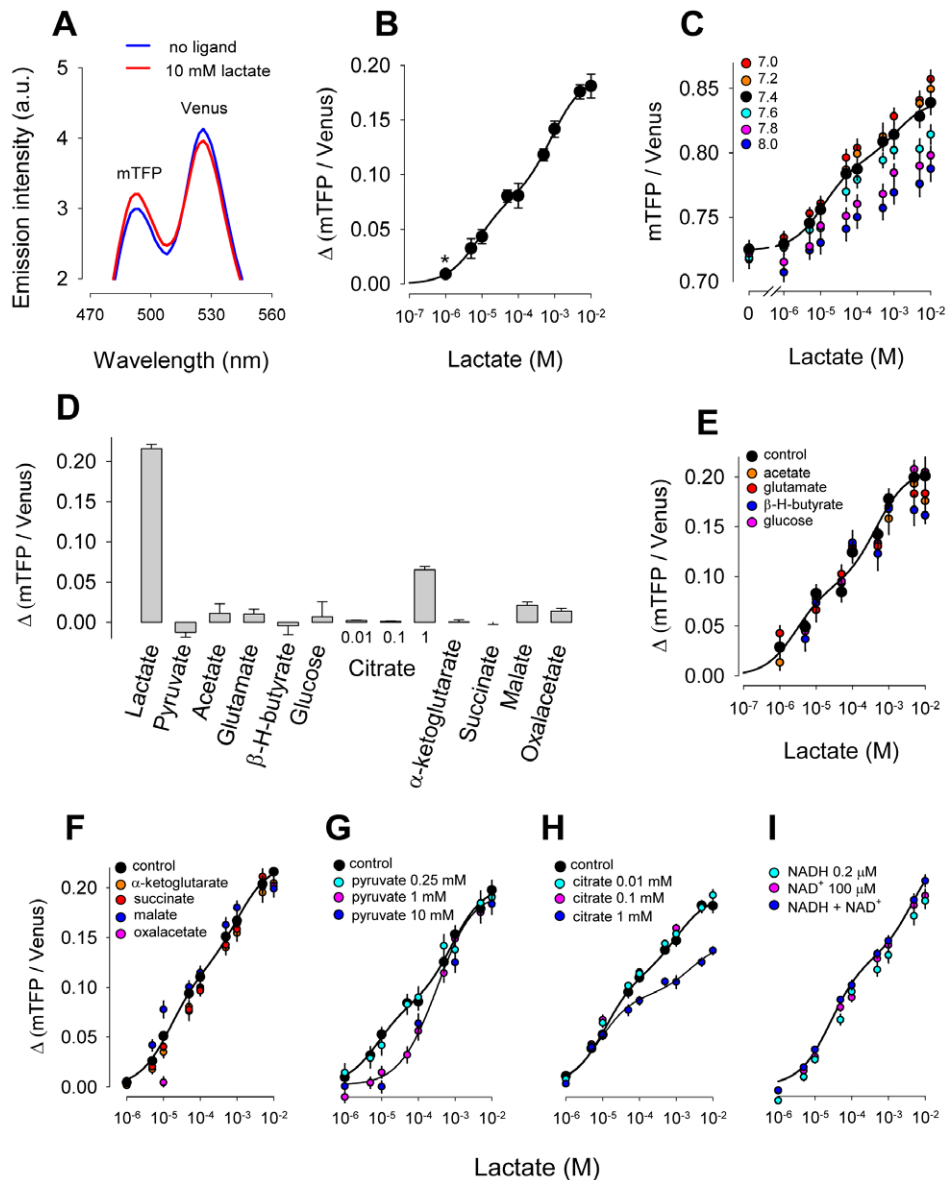 A
no ligand
10 mM lactate
Venus
mTFP
Emission intensity (a.u.)
5
4
3
2
470 500 530 560
Wavelength (nm)
B
Δ (mTFP / Venus)
0.20
0.15
0.10
0.05
0.00
*
10-7 10-6 10-5 10-4 10-3 10-2
Lactate (M)
C
7.0
7.2
7.4
7.6
7.8
8.0
mTFP / Venus
0.85
0.80
0.75
0.70
0 10-6 10-5 10-4 10-3 10-2
Lactate (M)
D
Δ (mTFP / Venus)
0.20
0.15
0.10
0.05
0.00
0.01 0.1 1
Lactate
Pyruvate
Acetate
Glutamate
β-H-butyrate
Glucose
Citrate
α-ketoglutarate
Succinate
Malate
Oxalacetate
E
control
acetate
glutamate
β-H-butyrate
glucose
Δ (mTFP / Venus)
0.20
0.15
0.10
0.05
0.00
10-7 10-6 10-5 10-4 10-3 10-2
Lactate (M)
F
control
α-ketoglutarate
succinate
malate
oxalacetate
Δ (mTFP / Venus)
0.20
0.15
0.10
0.05
0.00
10-6 10-5 10-4 10-3 10-2
G
control
pyruvate 0.25 mM
pyruvate 1 mM
pyruvate 10 mM
10-6 10-5 10-4 10-3 10-2
H
control
citrate 0.01 mM
citrate 0.1 mM
citrate 1 mM
10-6 10-5 10-4 10-3 10-2
I
NADH 0.2 μM
NAD+ 100 μM
NADH + NAD+
10-6 10-5 10-4 10-3 10-2
Lactate (M)